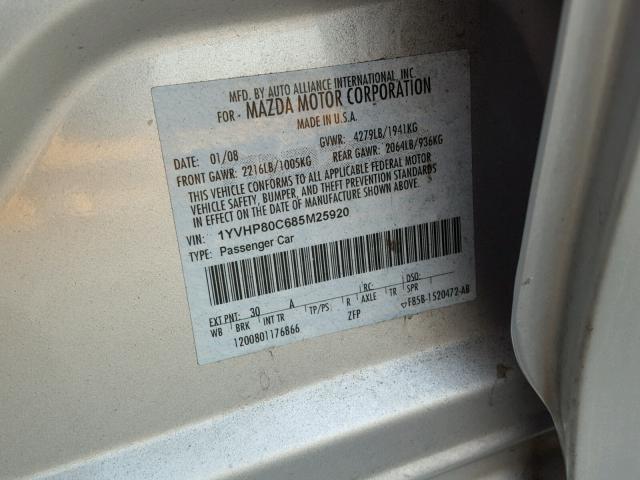 MFD. BY AUTO ALLIANCE INTERNATIONAL, INC
FOR - MAZDA MOTOR CORPORATION
MADE IN U.S.A.
DATE: 01/08 GVWR: 4279LB/1941KG
FRONT GAWR: 2216LB/1005KG REAR GAWR: 2064LB/936KG
THIS VEHICLE CONFORMS TO ALL APPLICABLE FEDERAL MOTOR
VEHICLE SAFETY, BUMPER, AND THEFT PREVENTION STANDARDS
IN EFFECT ON THE DATE OF MANUFACTURE SHOWN ABOVE.
VIN: 1YVHP80C685M25920
TYPE: Passenger Car
EXT PNT: 30 A RC: DSO:
WB BRK INT TR TP/PS R AXLE TR SPR
ZFP F85B-1520472-AB
1200801176866